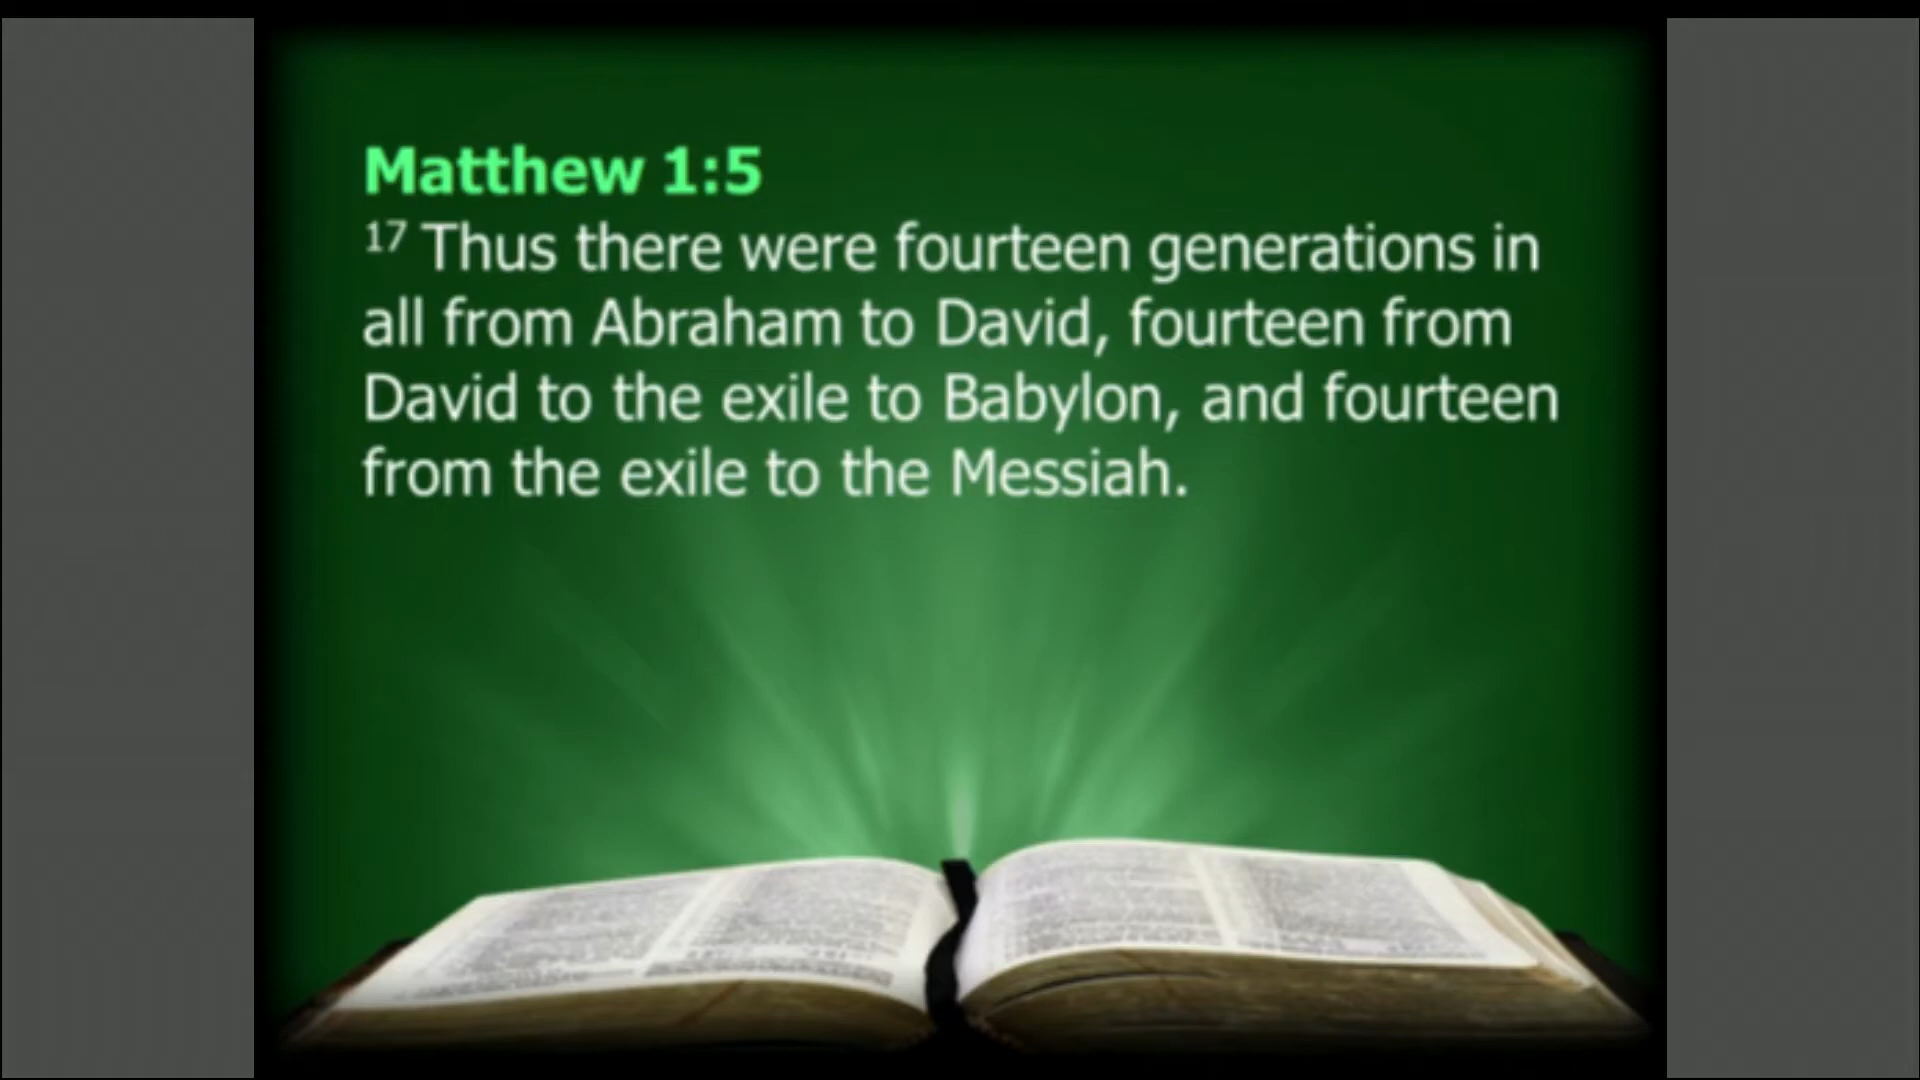 Matthew 1:5
17 Thus there were fourteen generations in
all from Abraham to David, fourteen from
David to the exile to Babylon, and fourteen
from the exile to the Messiah.